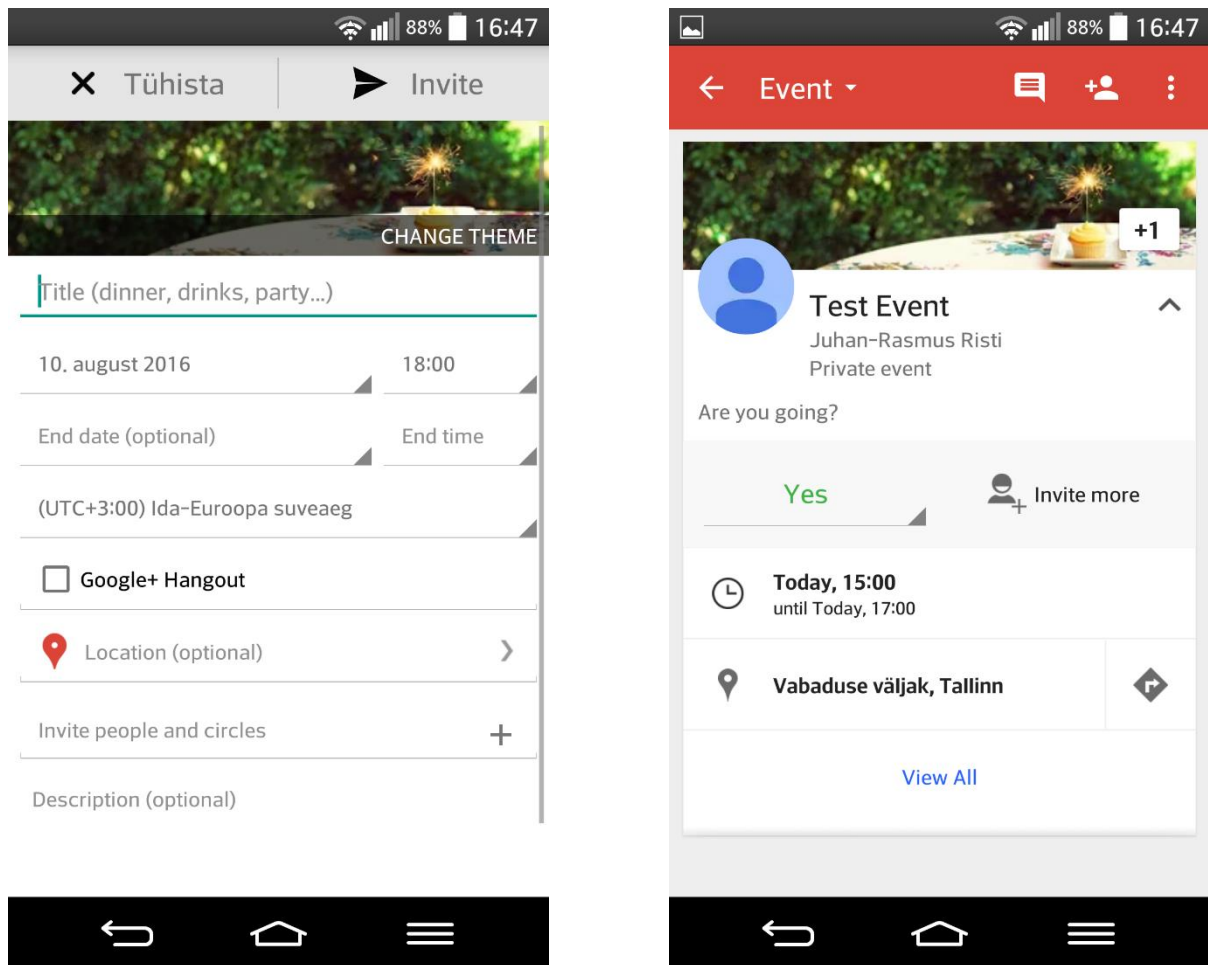 88% 16:47
Tühista Invite
CHANGE THEME
Title (dinner, drinks, party...)
10. august 2016 18:00
End date (optional) End time
(UTC+3:00) Ida-Euroopa suveaeg
Google+ Hangout
Location (optional)
Invite people and circles
Description (optional)
88% 16:47
Event
+1
Test Event
Juhan-Rasmus Risti
Private event
Are you going?
Yes Invite more
Today, 15:00
until Today, 17:00
Vabaduse väljak, Tallinn
View All